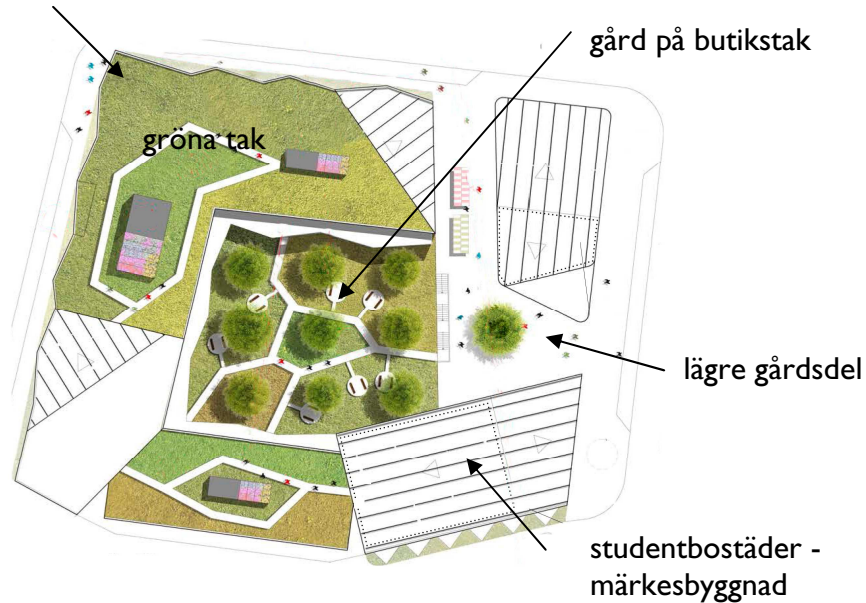 gård på butikstak
gröna tak
lägre gårdsdel
studentbostäder -
märkesbyggnad